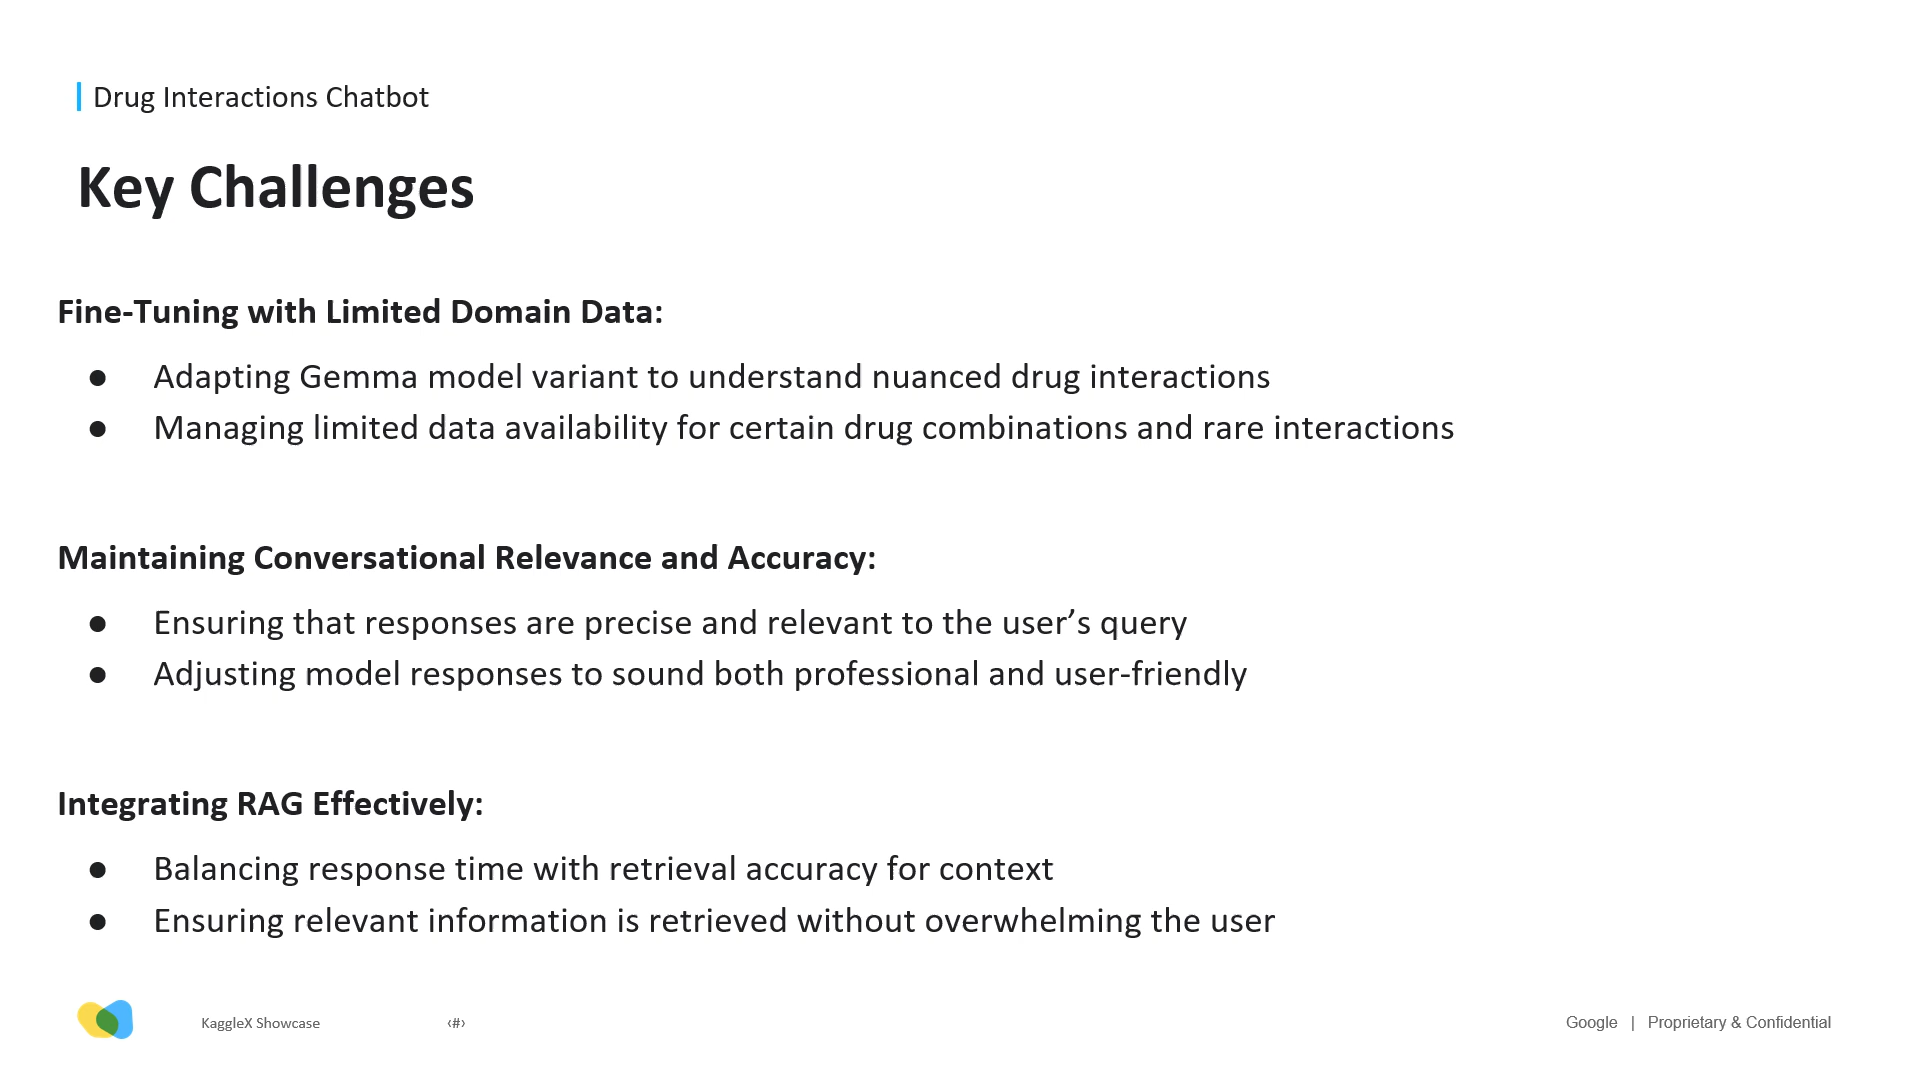 Drug Interactions Chatbot
Key Challenges
Fine-Tuning with Limited Domain Data:
● Adapting Gemma model variant to understand nuanced drug interactions
● Managing limited data availability for certain drug combinations and rare interactions
Maintaining Conversational Relevance and Accuracy:
● Ensuring that responses are precise and relevant to the user’s query
● Adjusting model responses to sound both professional and user-friendly
Integrating RAG Effectively:
● Balancing response time with retrieval accuracy for context
● Ensuring relevant information is retrieved without overwhelming the user
KaggleX Showcase ‹#› Google | Proprietary & Confidential